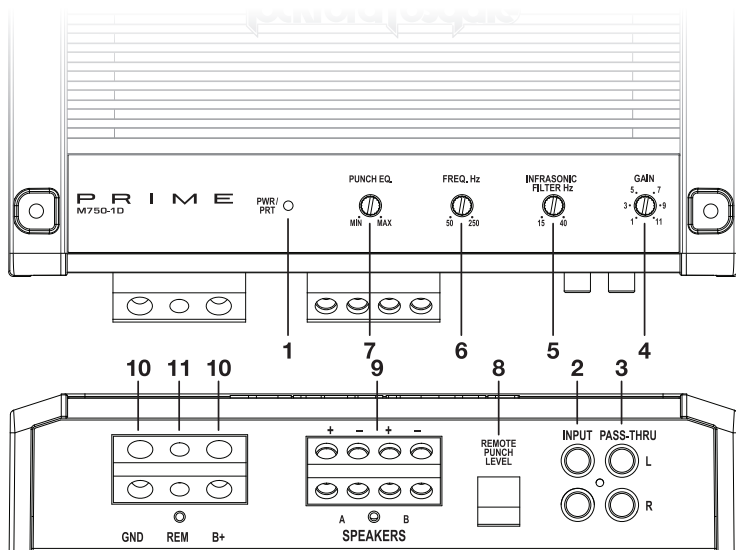 PUNCH EQ.
FREQ. Hz
INFRASONIC
FILTER Hz
GAIN
PRIME
M750-1D
PWR/
PRT
MIN MAX
50 250
15 40
5 7
3 9
1 11
1 7 6 5 4
10 11 10 9 8 2 3
+ – + –
REMOTE
PUNCH
LEVEL
INPUT PASS-THRU
L
R
A B
GND REM B+
SPEAKERS